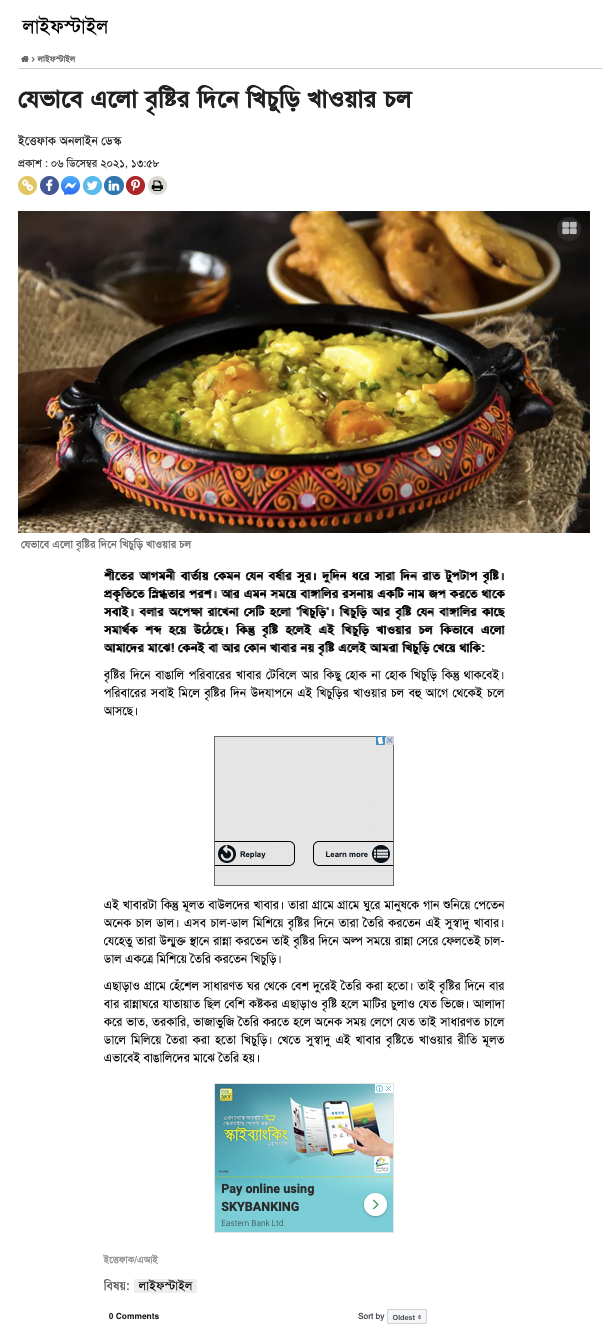 লাইফস্টাইল
› লাইফস্টাইল
যেভাবে এলো বৃষ্টির দিনে খিচুড়ি খাওয়ার চল
ইত্তেফাক অনলাইন ডেস্ক
প্রকাশ : ০৬ ডিসেম্বর ২০২১, ১৩:৫৮
যেভাবে এলো বৃষ্টির দিনে খিচুড়ি খাওয়ার চল
শীতের আগমনী বার্তায় কেমন যেন বর্ষার সুর। দুদিন ধরে সারা দিন রাত টুপটাপ বৃষ্টি।
প্রকৃতিতে স্নিগ্ধতার পরশ। আর এমন সময়ে বাঙ্গালির রসনায় একটি নাম জপ করতে থাকে
সবাই। বলার অপেক্ষা রাখেনা সেটি হলো 'খিচুড়ি'। খিচুড়ি আর বৃষ্টি যেন বাঙ্গালির কাছে
সমার্থক শব্দ হয়ে উঠেছে। কিন্তু বৃষ্টি হলেই এই খিচুড়ি খাওয়ার চল কিভাবে এলো
আমাদের মাঝে! কেনই বা আর কোন খাবার নয় বৃষ্টি এলেই আমরা খিচুড়ি খেয়ে থাকি:
বৃষ্টির দিনে বাঙালি পরিবারের খাবার টেবিলে আর কিছু হোক না হোক খিচুড়ি কিন্তু থাকবেই।
পরিবারের সবাই মিলে বৃষ্টির দিন উদযাপনে এই খিচুড়ির খাওয়ার চল বহু আগে থেকেই চলে
আসছে।
Replay
Learn more
এই খাবারটা কিন্তু মূলত বাউলদের খাবার। তারা গ্রামে গ্রামে ঘুরে মানুষকে গান শুনিয়ে পেতেন
অনেক চাল ডাল। এসব চাল-ডাল মিশিয়ে বৃষ্টির দিনে তারা তৈরি করতেন এই সুস্বাদু খাবার।
যেহেতু তারা উন্মুক্ত স্থানে রান্না করতেন তাই বৃষ্টির দিনে অল্প সময়ে রান্না সেরে ফেলতেই চাল-
ডাল একত্রে মিশিয়ে তৈরি করতেন খিচুড়ি।
এছাড়াও গ্রামে হেঁশেল সাধারণত ঘর থেকে বেশ দুরেই তৈরি করা হতো। তাই বৃষ্টির দিনে বার
বার রান্নাঘরে যাতায়াত ছিল বেশি কষ্টকর এছাড়াও বৃষ্টি হলে মাটির চুলাও যেত ভিজে। আলাদা
করে ভাত, তরকারি, ভাজাভুজি তৈরি করতে হলে অনেক সময় লেগে যেত তাই সাধারণত চালে
ডালে মিলিয়ে তৈরা করা হতো খিচুড়ি। খেতে সুস্বাদু এই খাবার বৃষ্টিতে খাওয়ার রীতি মূলত
এভাবেই বাঙালিদের মাঝে তৈরি হয়।
স্কাইব্যাংকিং
Pay online using
SKYBANKING
Eastern Bank Ltd.
ইত্তেফাক/এআই
বিষয়: লাইফস্টাইল
0 Comments
Sort by Oldest